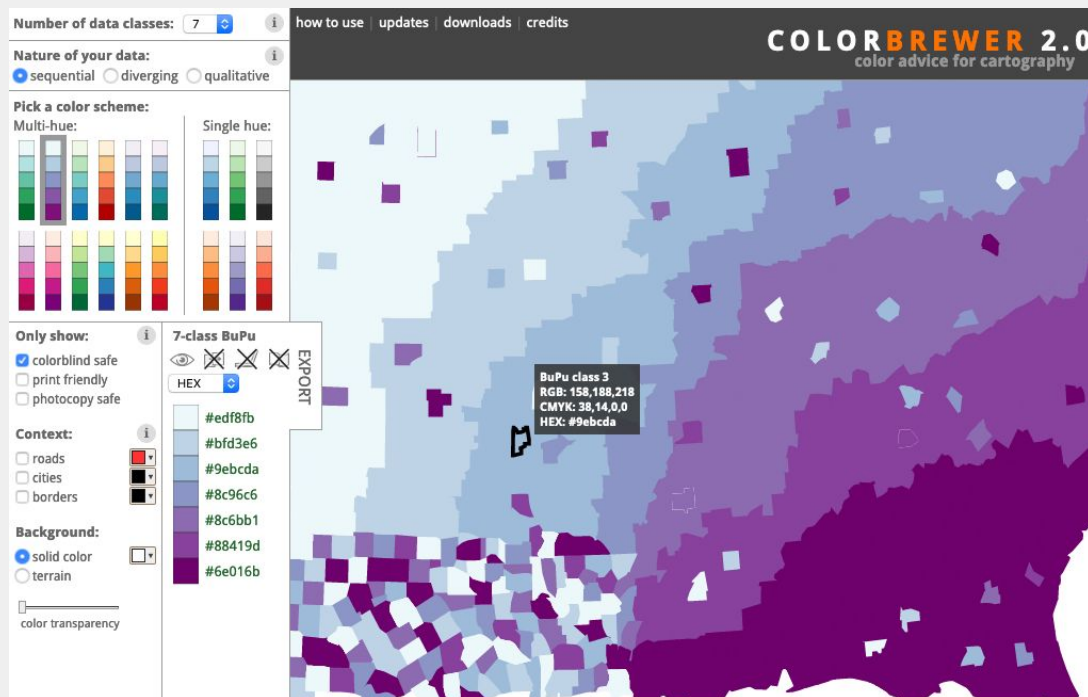 Number of data classes: 7 i
how to use | updates | downloads | credits
COLORBREWER 2.0
color advice for cartography
Nature of your data: i
sequential diverging qualitative
Pick a color scheme:
Multi-hue: Single hue:
Only show: i
colorblind safe
print friendly
photocopy safe
Context: i
roads
cities
borders
Background:
solid color
terrain
color transparency
7-class BuPu
EXPORT
HEX
#edf8fb
#bfd3e6
#9ebcda
#8c96c6
#8c6bb1
#88419d
#6e016b
BuPu class 3
RGB: 158,188,218
CMYK: 38,14,0,0
HEX: #9ebcda